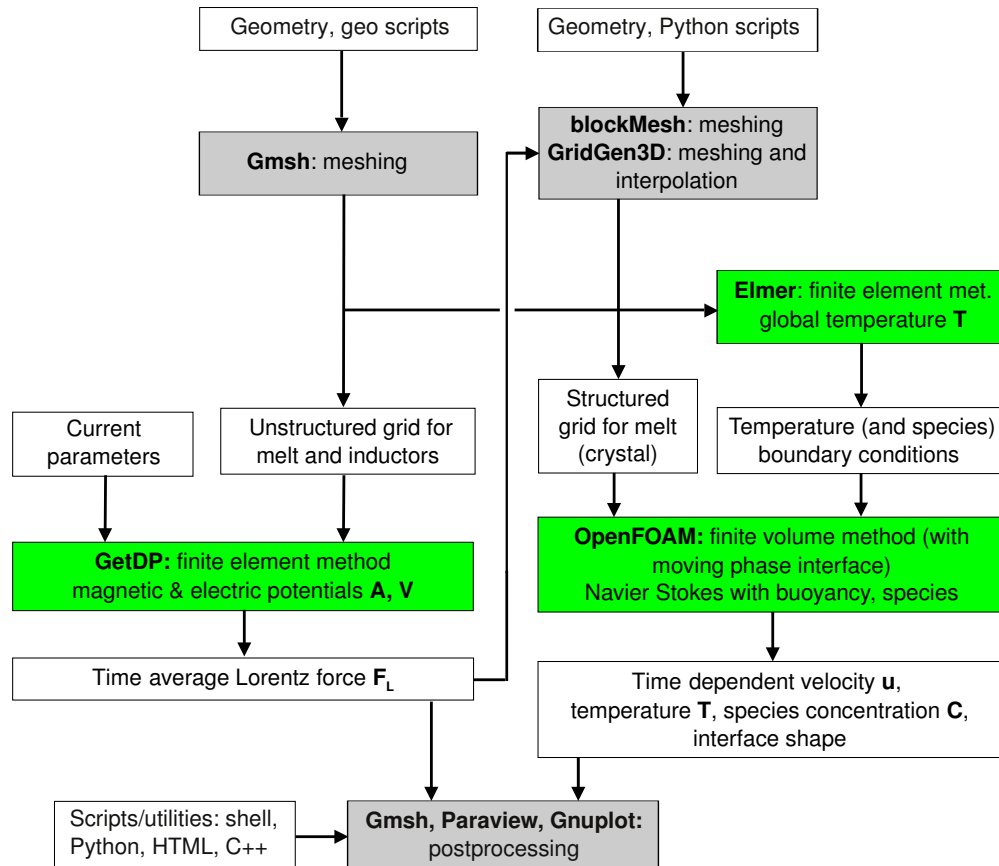 Geometry, geo scripts
Geometry, Python scripts
Gmsh: meshing
blockMesh: meshing
GridGen3D: meshing and
interpolation
Elmer: finite element met.
global temperature T
Current
parameters
Unstructured grid for
melt and inductors
Structured
grid for melt
(crystal)
Temperature (and species)
boundary conditions
GetDP: finite element method
magnetic & electric potentials A, V
OpenFOAM: finite volume method (with
moving phase interface)
Navier Stokes with buoyancy, species
Time average Lorentz force F_L
Time dependent velocity u,
temperature T, species concentration C,
interface shape
Scripts/utilities: shell,
Python, HTML, C++
Gmsh, Paraview, Gnuplot:
postprocessing